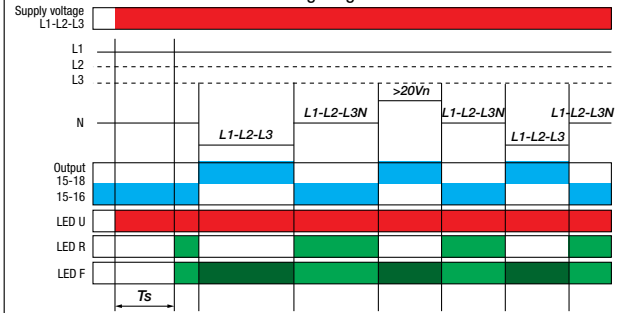 Supply voltage
L1-L2-L3
L1
L2
L3
>20Vn
L1-L2-L3N
L1-L2-L3N
L1-L2-L3N
N
L1-L2-L3
L1-L2-L3
Output
15-18
15-16
LED U
LED R
LED F
Ts